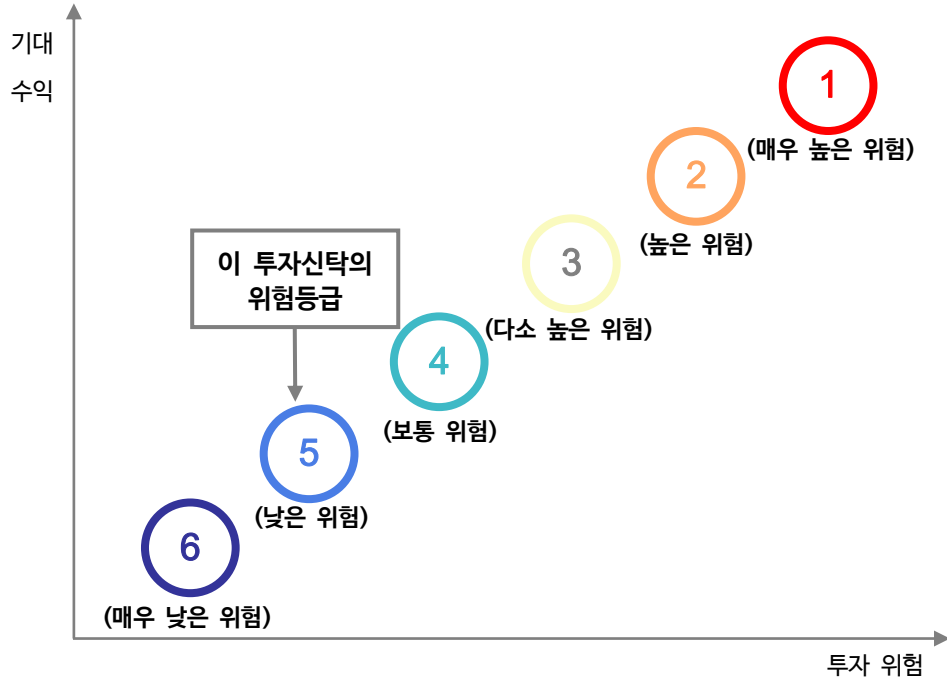 기대
수익
1
(매우 높은 위험)
2
(높은 위험)
3
(다소 높은 위험)
이 투자신탁의
위험등급
4
(보통 위험)
5
(낮은 위험)
6
(매우 낮은 위험)
투자 위험